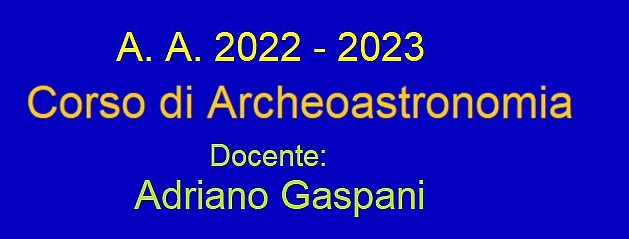 A. A. 2022 - 2023
Corso di Archeoastronomia
Docente:
Adriano Gaspani